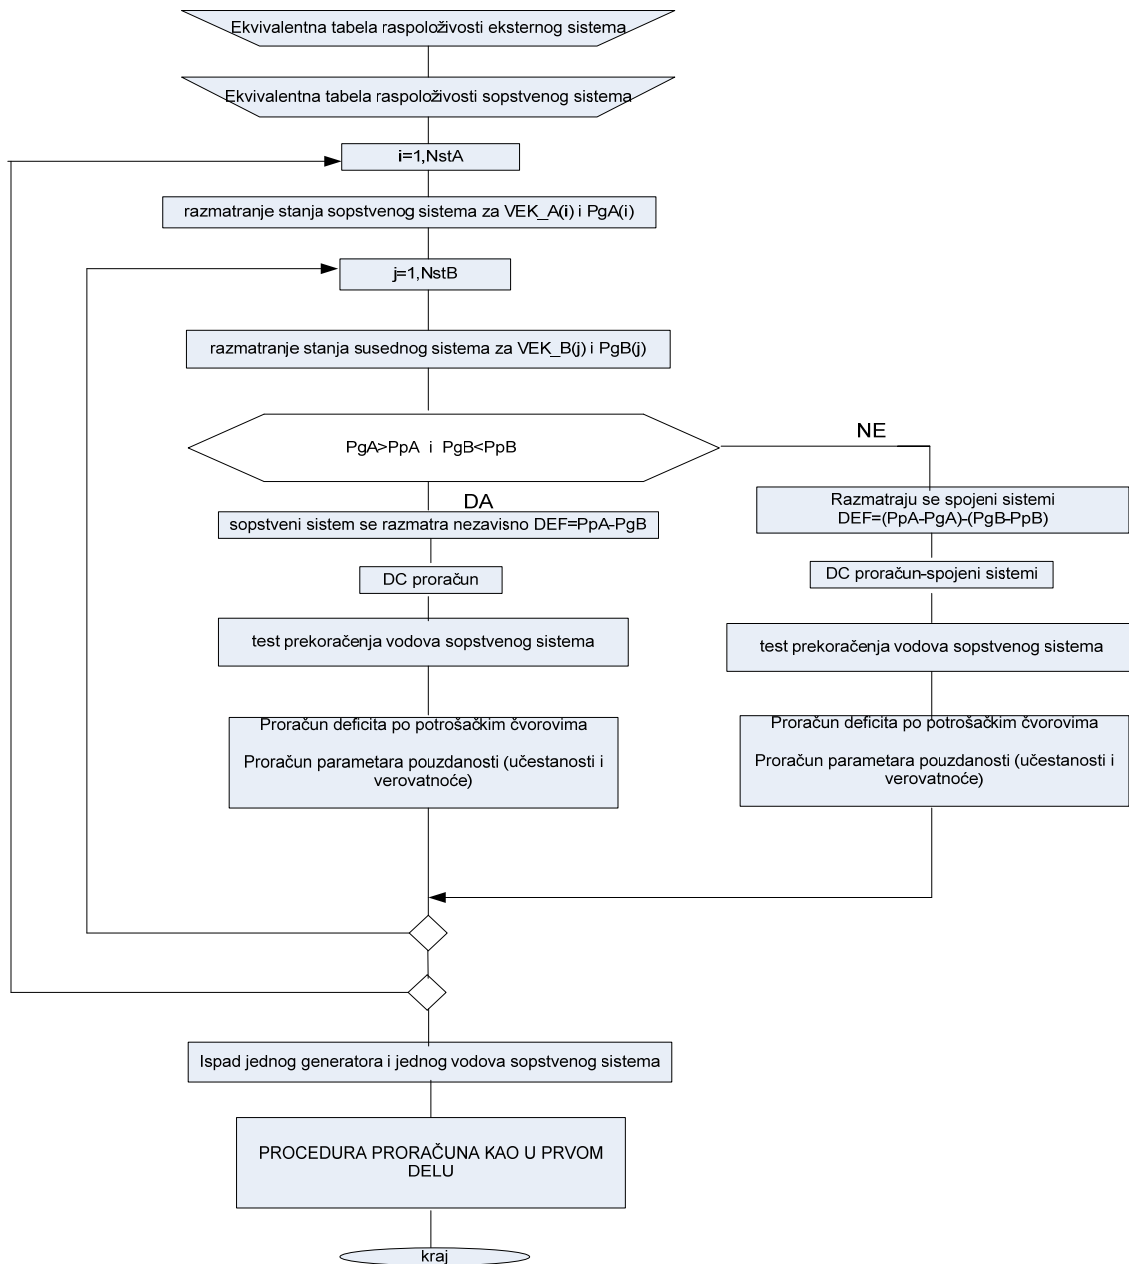 Ekvivalentna tabela raspoloživosti eksternog sistema
Ekvivalentna tabela raspoloživosti sopstvenog sistema
i=1,NstA
razmatranje stanja sopstvenog sistema za VEK_A(i) i PgA(i)
j=1,NstB
razmatranje stanja susednog sistema za VEK_B(j) i PgB(j)
PgA>PpA i PgB<PpB
NE
DA
sopstveni sistem se razmatra nezavisno DEF=PpA-PgB
DC proračun
test prekoračenja vodova sopstvenog sistema
Proračun deficita po potrošačkim čvorovima
Proračun parametara pouzdanosti (učestanosti i
verovatnoće)
Razmatraju se spojeni sistemi
DEF=(PpA-PgA)-(PgB-PpB)
DC proračun-spojeni sistemi
test prekoračenja vodova sopstvenog sistema
Proračun deficita po potrošačkim čvorovima
Proračun parametara pouzdanosti (učestanosti i
verovatnoće)
Ispad jednog generatora i jednog vodova sopstvenog sistema
PROCEDURA PRORAČUNA KAO U PRVOM
DELU
kraj